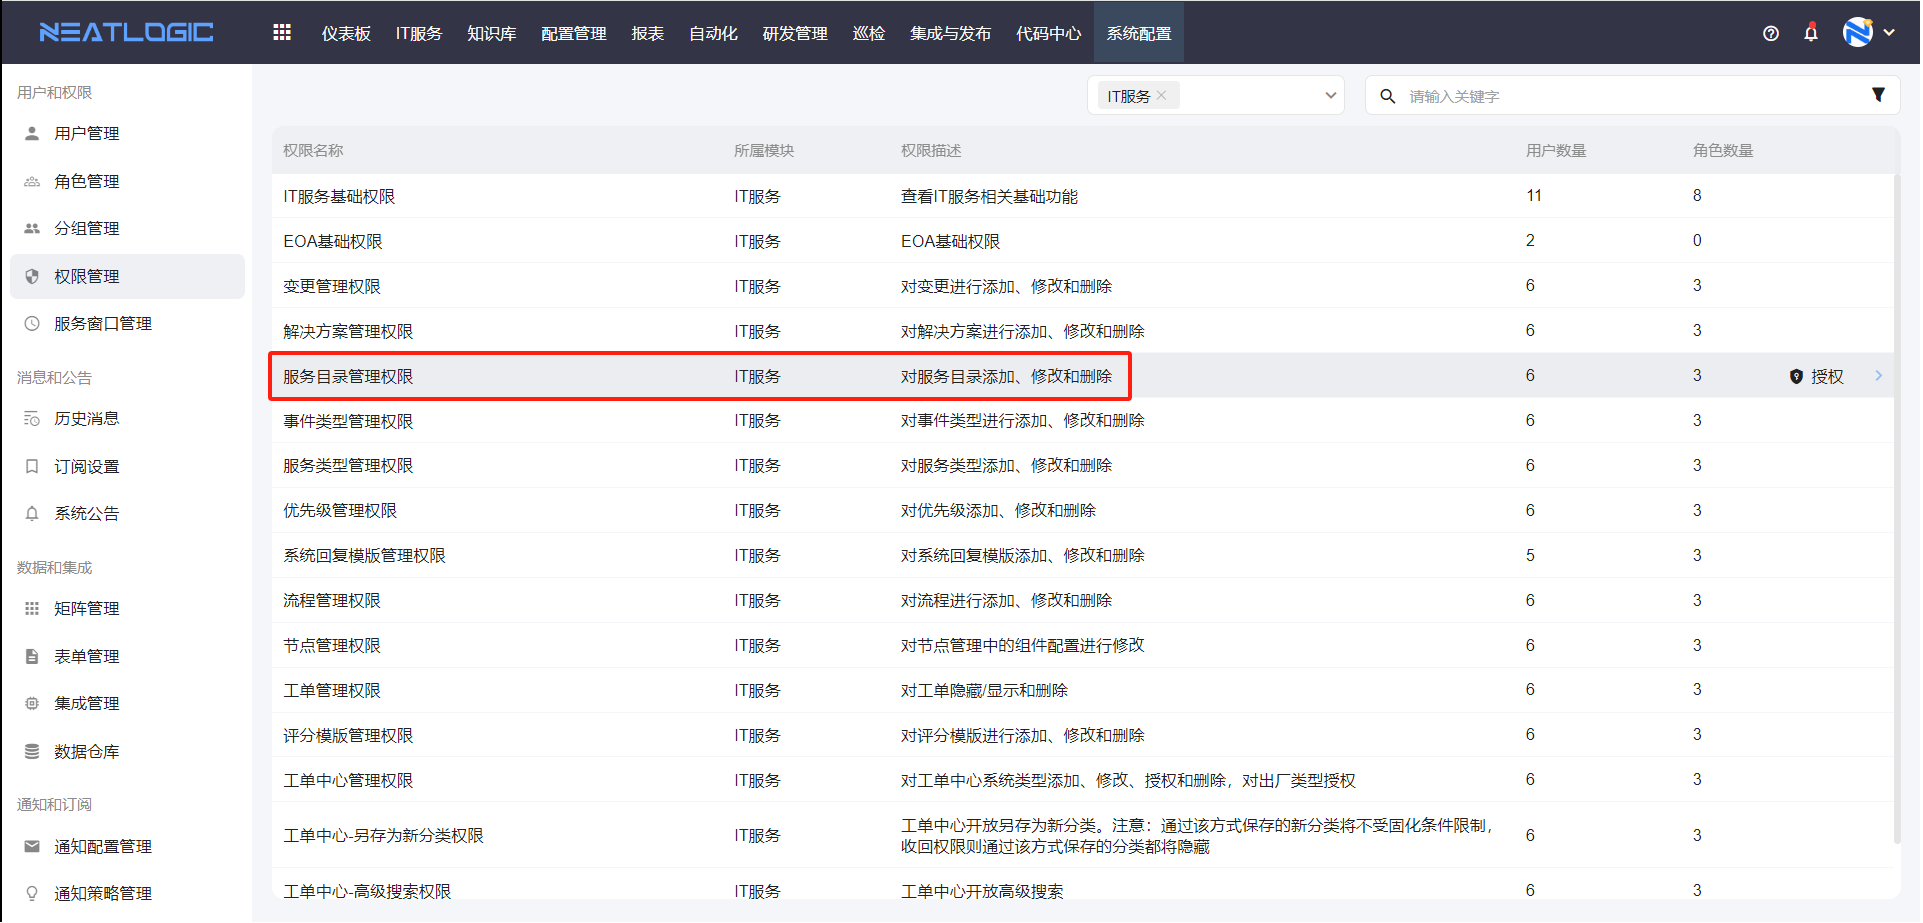 NEATLOGIC
仪表板
IT服务
知识库
配置管理
报表
自动化
研发管理
巡检
集成与发布
代码中心
系统配置
用户和权限
用户管理
角色管理
分组管理
权限管理
服务窗口管理
消息和公告
历史消息
订阅设置
系统公告
数据和集成
矩阵管理
表单管理
集成管理
数据仓库
通知和订阅
通知配置管理
通知策略管理
IT服务
请输入关键字
权限名称 所属模块 权限描述 用户数量 角色数量
IT服务基础权限 IT服务 查看IT服务相关基础功能 11 8
EOA基础权限 IT服务 EOA基础权限 2 0
变更管理权限 IT服务 对变更进行添加、修改和删除 6 3
解决方案管理权限 IT服务 对解决方案进行添加、修改和删除 6 3
服务目录管理权限 IT服务 对服务目录添加、修改和删除 6 3 授权
事件类型管理权限 IT服务 对事件类型进行添加、修改和删除 6 3
服务类型管理权限 IT服务 对服务类型添加、修改和删除 6 3
优先级管理权限 IT服务 对优先级添加、修改和删除 6 3
系统回复模版管理权限 IT服务 对系统回复模版添加、修改和删除 5 3
流程管理权限 IT服务 对流程进行添加、修改和删除 6 3
节点管理权限 IT服务 对节点管理中的组件配置进行修改 6 3
工单管理权限 IT服务 对工单隐藏/显示和删除 6 3
评分模版管理权限 IT服务 对评分模版进行添加、修改和删除 6 3
工单中心管理权限 IT服务 对工单中心系统类型添加、修改、授权和删除，对出厂类型授权 6 3
工单中心-另存为新分类权限 IT服务 工单中心开放另存为新分类。注意：通过该方式保存的新分类将不受固化条件限制， 6 3
收回权限则通过该方式保存的分类都将隐藏
工单中心-高级搜索权限 IT服务 工单中心开放高级搜索 6 3